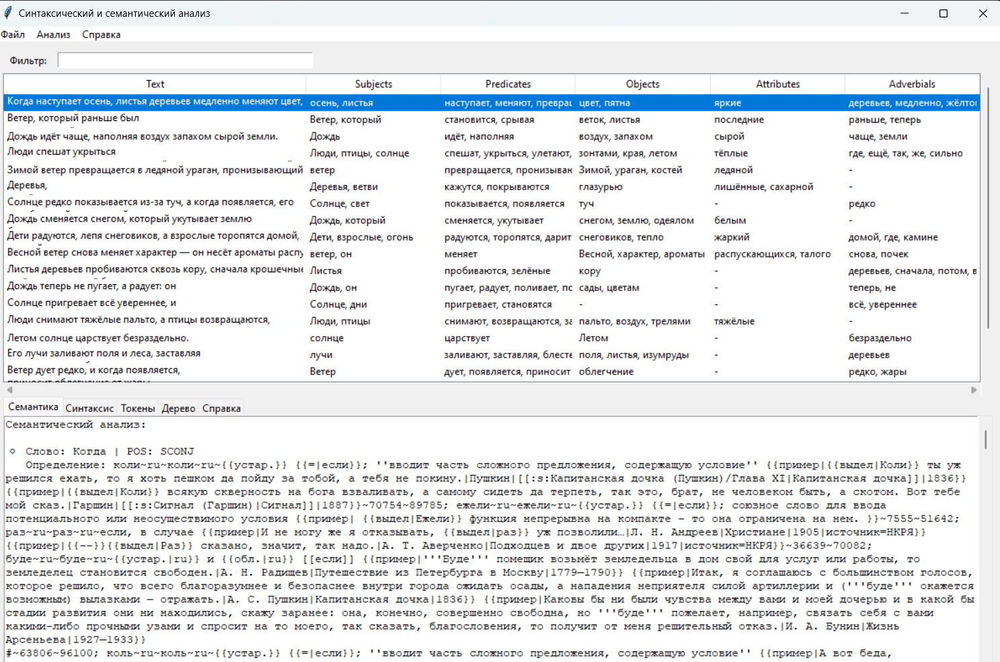 Синтаксический и семантический анализ
Файл Анализ Справка
Фильтр:
Text Subjects Predicates Objects Attributes Adverbials
Когда наступает осень, листья деревьев медленно меняют цвет, осень, листья наступает, меняют, превращ цвет, пятна яркие деревьев, медленно, жёлто
Ветер, который раньше был Ветер, который становится, срывая веток, листья последние раньше, теперь
Дождь идёт чаще, наполняя воздух запахом сырой земли. Дождь идёт, наполняя воздух, запахом сырой чаще, земли
Люди спешат укрыться Люди, птицы, солнце спешат, укрыться, улетают, зонтами, края, летом тёплые где, ещё, так, же, сильно
Зимой ветер превращается в ледяной ураган, пронизывающий ветер превращается, пронизываю Зимой, ураган, костей ледяной -
Деревья, Деревья, ветви кажутся, покрываются глазурью лишённые, сахарной -
Солнце редко показывается из-за туч, а когда появляется, его Солнце, свет показывается, появляется туч - редко
Дождь сменяется снегом, который укутывает землю Дождь, который сменяется, укутывает снегом, землю, одеялом белым -
Дети радуются, лепя снеговиков, а взрослые торопятся домой, Дети, взрослые, огонь радуются, торопятся, дарит снеговиков, тепло жаркий домой, где, камине
Весной ветер снова меняет характер — он несёт ароматы распу ветер, он меняет Весной, характер, ароматы распускающихся, талого снова, почек
Листья деревьев пробиваются сквозь кору, сначала крошечные Листья пробиваются, зелёные кору - деревьев, сначала, потом, в
Дождь теперь не пугает, а радует: он Дождь, он пугает, радует, поливает, пс сады, цветам - теперь, не
Солнце пригревает всё увереннее, и Солнце, дни пригревает, становятся - - всё, увереннее
Люди снимают тяжёлые пальто, а птицы возвращаются, Люди, птицы снимают, возвращаются, за пальто, воздух, трелями тяжёлые -
Летом солнце царствует безраздельно. солнце царствует Летом - безраздельно
Его лучи заливают поля и леса, заставляя лучи заливают, заставляя, блесте поля, листья, изумруды - деревьев
Ветер дует редко, и когда появляется, Ветер дует, появляется, приносит облегчение - редко, жары
приносит облегчение от жары
Семантика Синтаксис Токены Дерево Справка
Семантический анализ:
◇ Слово: Когда | POS: SCONJ
Определение: коли~ru~коли~ru~{{устар.}} {{=|если}}; ''вводит часть сложного предложения, содержащую условие'' {{пример|{{выдел|Коли}} ты уж
решился ехать, то я хоть пешком да пойду за тобой, а тебя не покину.|Пушкин|[[:s:Капитанская дочка (Пушкин)/Глава XI|Капитанская дочка]]|1836}}
{{пример|{{выдел|Коли}} всякую скверность на бога взваливать, а самому сидеть да терпеть, так это, брат, не человеком быть, а скотом. Вот тебе
мой сказ.|Гаршин|[[:s:Сигнал (Гаршин)|Сигнал]]|1887}}~70754~89785; ежели~ru~ежели~ru~{{устар.}} {{=|если}}; союзное слово для ввода
потенциального или неосуществимого условия {{пример| {{выдел|Ежели}} функция непрерывна на компакте – то она ограничена на нем. }}~7555~51642;
раз~ru~раз~ru~если, в случае {{пример|И не могу же я отказывать, {{выдел|раз}} уж позволили…|Л. Н. Андреев|Христиане|1905|источник=НКРЯ}}
{{пример|{{--}}{{выдел|Раз}} сказано, значит, так надо.|А. Т. Аверченко|Подходцев и двое других|1917|источник=НКРЯ}}~36639~70082;
буде~ru~буде~ru~{{устар.|ru}} и {{обл.|ru}} [[если]] {{пример|'''Буде''' помещик возьмёт земледельца в дом свой для услуг или работы, то
земледелец становится свободен.|А. Н. Радищев|Путешествие из Петербурга в Москву|1779—1790}} {{пример|Итак, я соглашаюсь с большинством голосов,
которое решило, что всего благоразумнее и безопаснее внутри города ожидать осады, а нападения неприятеля силой артиллерии и ('''буде''' окажется
возможным) вылазками — отражать.|А. С. Пушкин|Капитанская дочка|1836}} {{пример|Каковы бы ни были чувства между вами и моей дочерью и в какой бы
стадии развития они ни находились, скажу заранее: она, конечно, совершенно свободна, но '''буде''' пожелает, например, связать себя с вами
какими-либо прочными узами и спросит на то моего, так сказать, благословения, то получит от меня решительный отказ.|И. А. Бунин|Жизнь
Арсеньева|1927—1933}}
#~63806~96100; коль~ru~коль~ru~{{устар.}} {{=|если}}; ''вводит часть сложного предложения, содержащую условие'' {{пример|А вот беда,